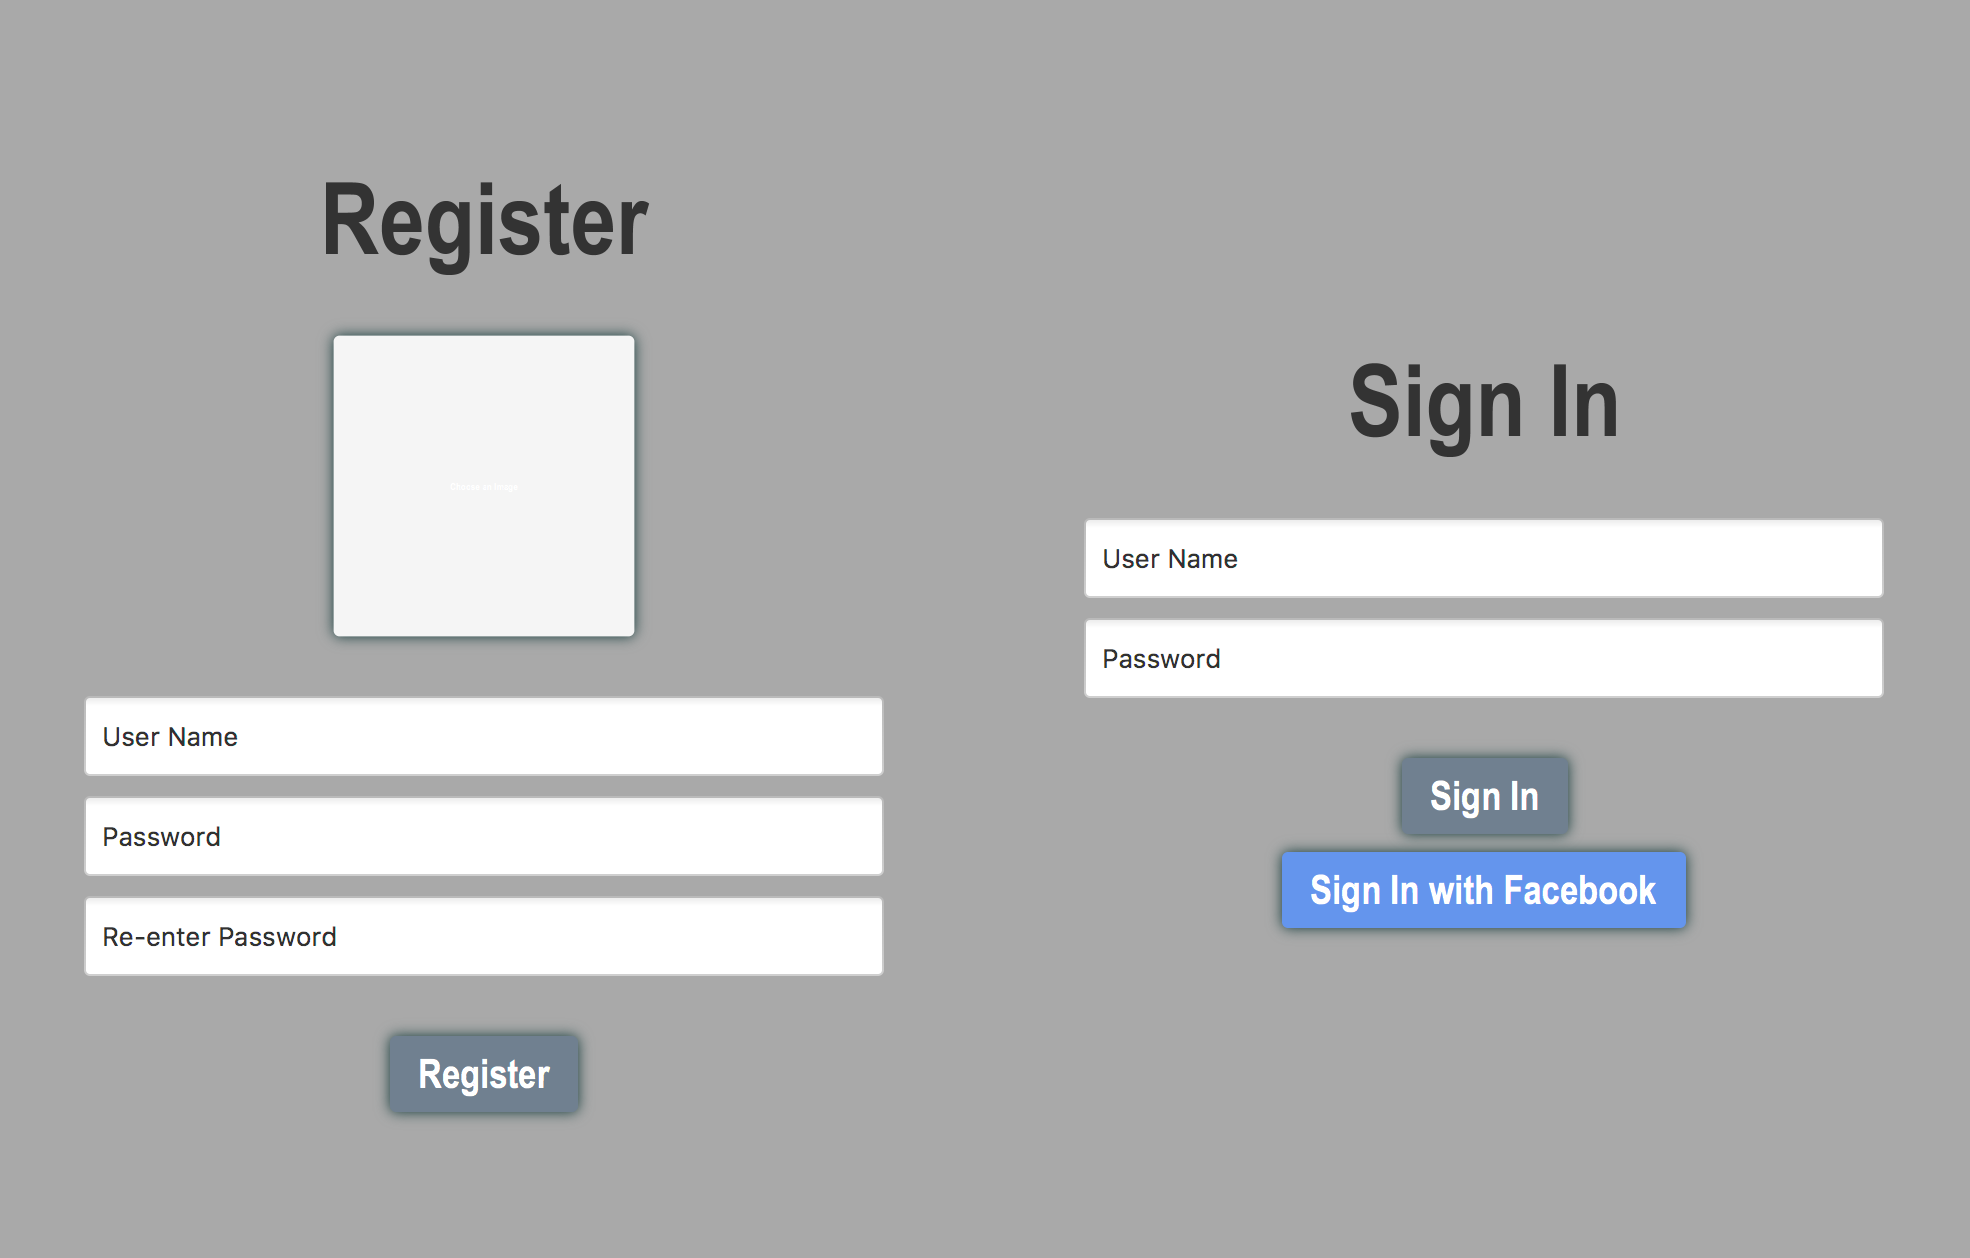 Register
Choose an Image
User Name
Password
Re-enter Password
Register
Sign In
User Name
Password
Sign In
Sign In with Facebook